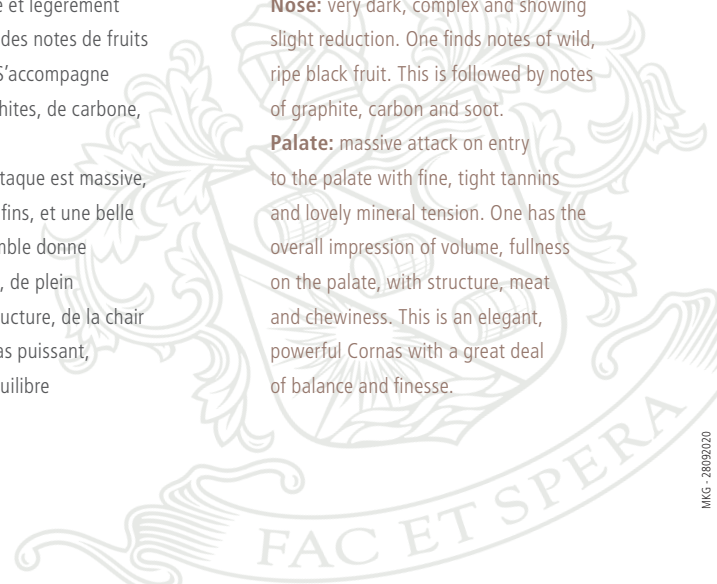 et légèrement
des notes de fruits
S’accompagne
hites, de carbone,
taque est massive,
fins, et une belle
mble donne
, de plein
ucture, de la chair
as puissant,
uilibre
Nose: very dark, complex and showing
slight reduction. One finds notes of wild,
ripe black fruit. This is followed by notes
of graphite, carbon and soot.
Palate: massive attack on entry
to the palate with fine, tight tannins
and lovely mineral tension. One has the
overall impression of volume, fullness
on the palate, with structure, meat
and chewiness. This is an elegant,
powerful Cornas with a great deal
of balance and finesse.
MKG - 28092020
FAC ET SPERA